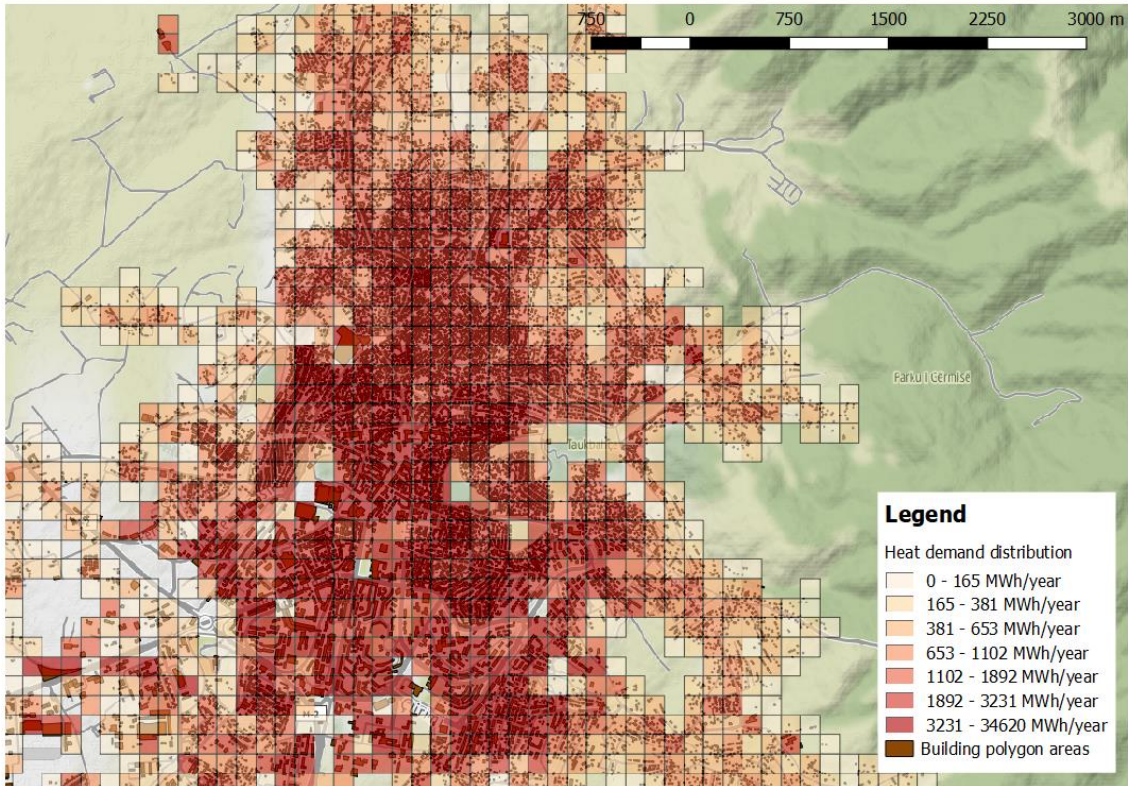 750 0 750 1500 2250 3000 m
Parku i Gërmisë
Taukbahçe
Legend
Heat demand distribution
0 - 165 MWh/year
165 - 381 MWh/year
381 - 653 MWh/year
653 - 1102 MWh/year
1102 - 1892 MWh/year
1892 - 3231 MWh/year
3231 - 34620 MWh/year
Building polygon areas